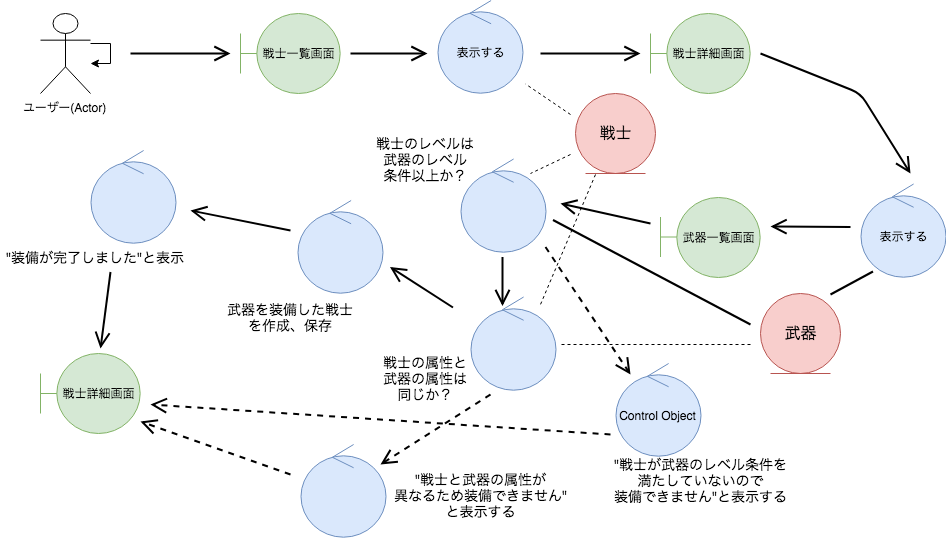 ユーザー(Actor)
戦士一覧画面
表示する
戦士詳細画面
戦士
戦士のレベルは
武器のレベル
条件以上か？
表示する
武器一覧画面
武器
"装備が完了しました"と表示
武器を装備した戦士
を作成、保存
戦士の属性と
武器の属性は
同じか？
戦士詳細画面
Control Object
"戦士が武器のレベル条件を
満たしていないので
装備できません"と表示する
"戦士と武器の属性が
異なるため装備できません"
と表示する